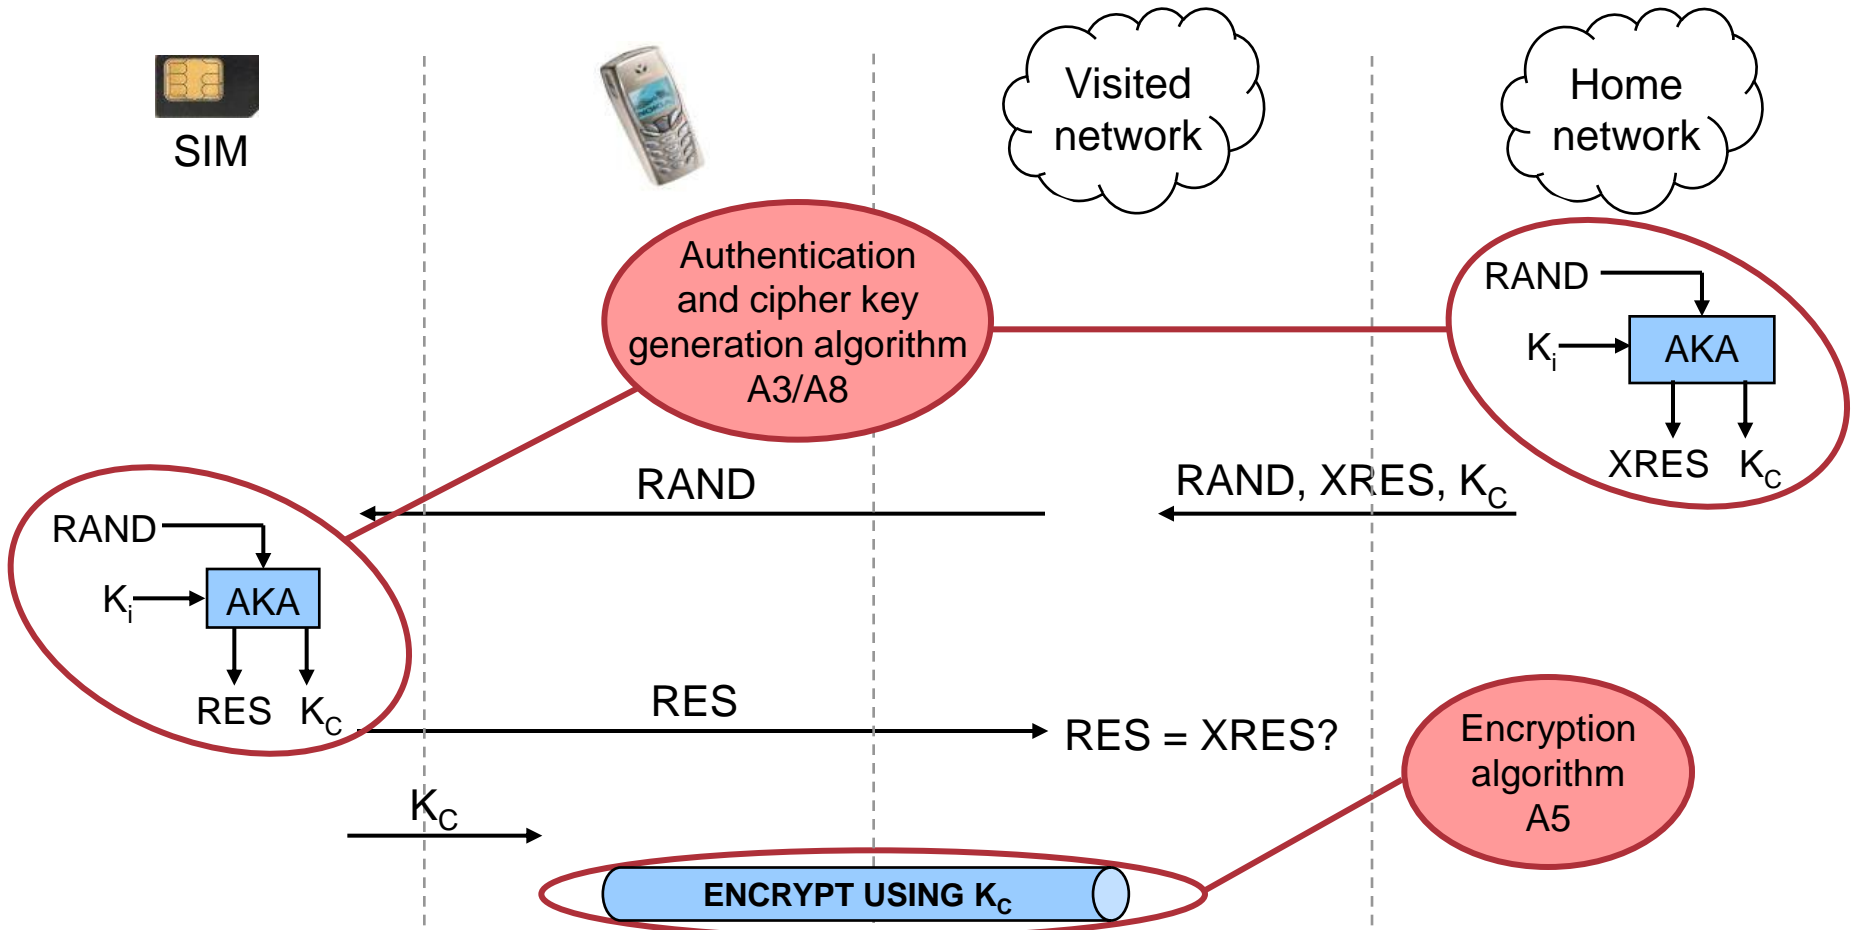 SIM
Visited
network
Home
network
Authentication
and cipher key
generation algorithm
A3/A8
RAND
Ki
AKA
XRES KC
RAND
RAND, XRES, KC
RAND
Ki
AKA
RES KC
RES
RES = XRES?
Encryption
algorithm
A5
KC
ENCRYPT USING KC